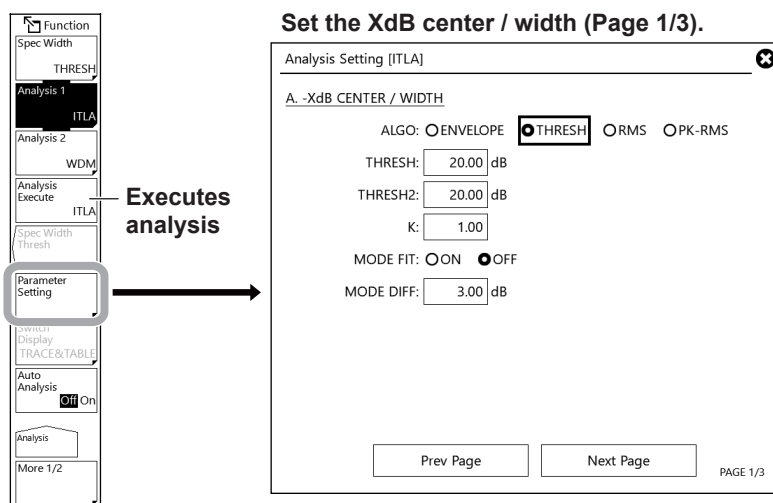 Set the XdB center / width (Page 1/3).
Function
Spec Width
THRESH
Analysis 1
ITLA
Analysis 2
WDM
Analysis
Execute
ITLA
Executes
analysis
Spec Width
Thresh
Parameter
Setting
Switch
Display
TRACE&TABLE
Auto
Analysis
Off On
Analysis
More 1/2
Analysis Setting [ITLA]
A. -XdB CENTER / WIDTH
ALGO: ENVELOPE THRESH RMS PK-RMS
THRESH: 20.00 dB
THRESH2: 20.00 dB
K: 1.00
MODE FIT: ON OFF
MODE DIFF: 3.00 dB
Prev Page Next Page
PAGE 1/3